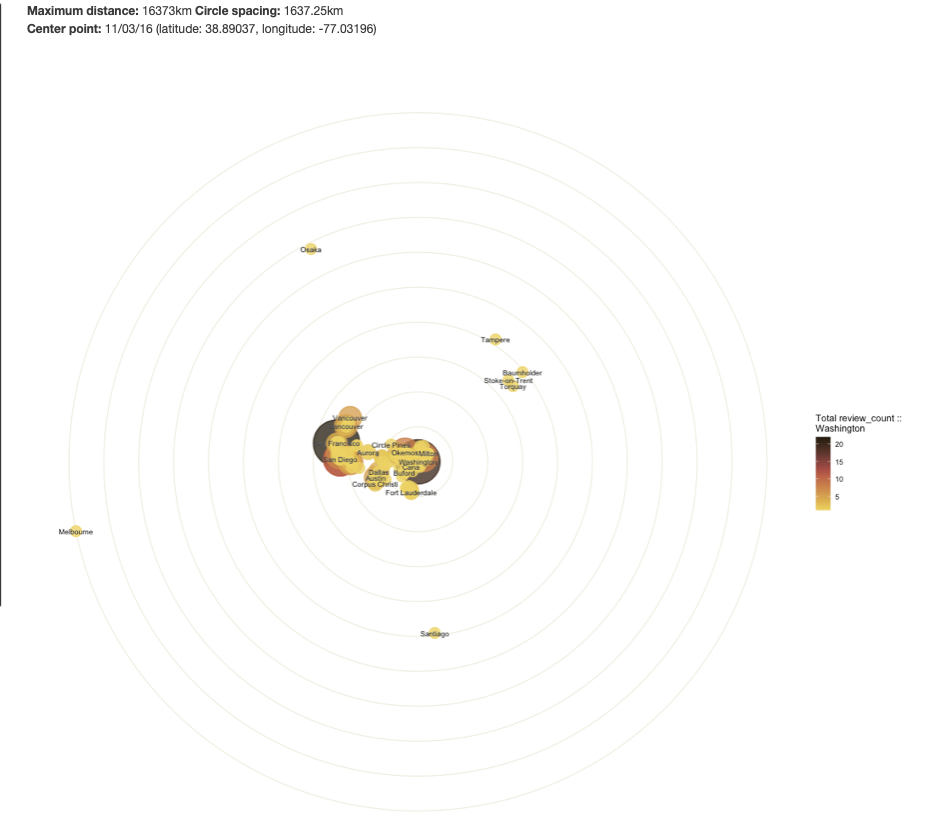 Maximum distance: 16373km Circle spacing: 1637.25km
Center point: 11/03/16 (latitude: 38.89037, longitude: -77.03196)
Osaka
Tampere
Baumholder
Stoke-on-Trent
Torquay
Vancouver
ancouver
Francisco
Circle Pines
Aurora
Okemos
Milton
San Diego
Washington
Cana
Dallas
Buford
Austin
Corpus Christi
Fort Lauderdale
Melbourne
Santiago
Total review_count ::
Washington
20
15
10
5